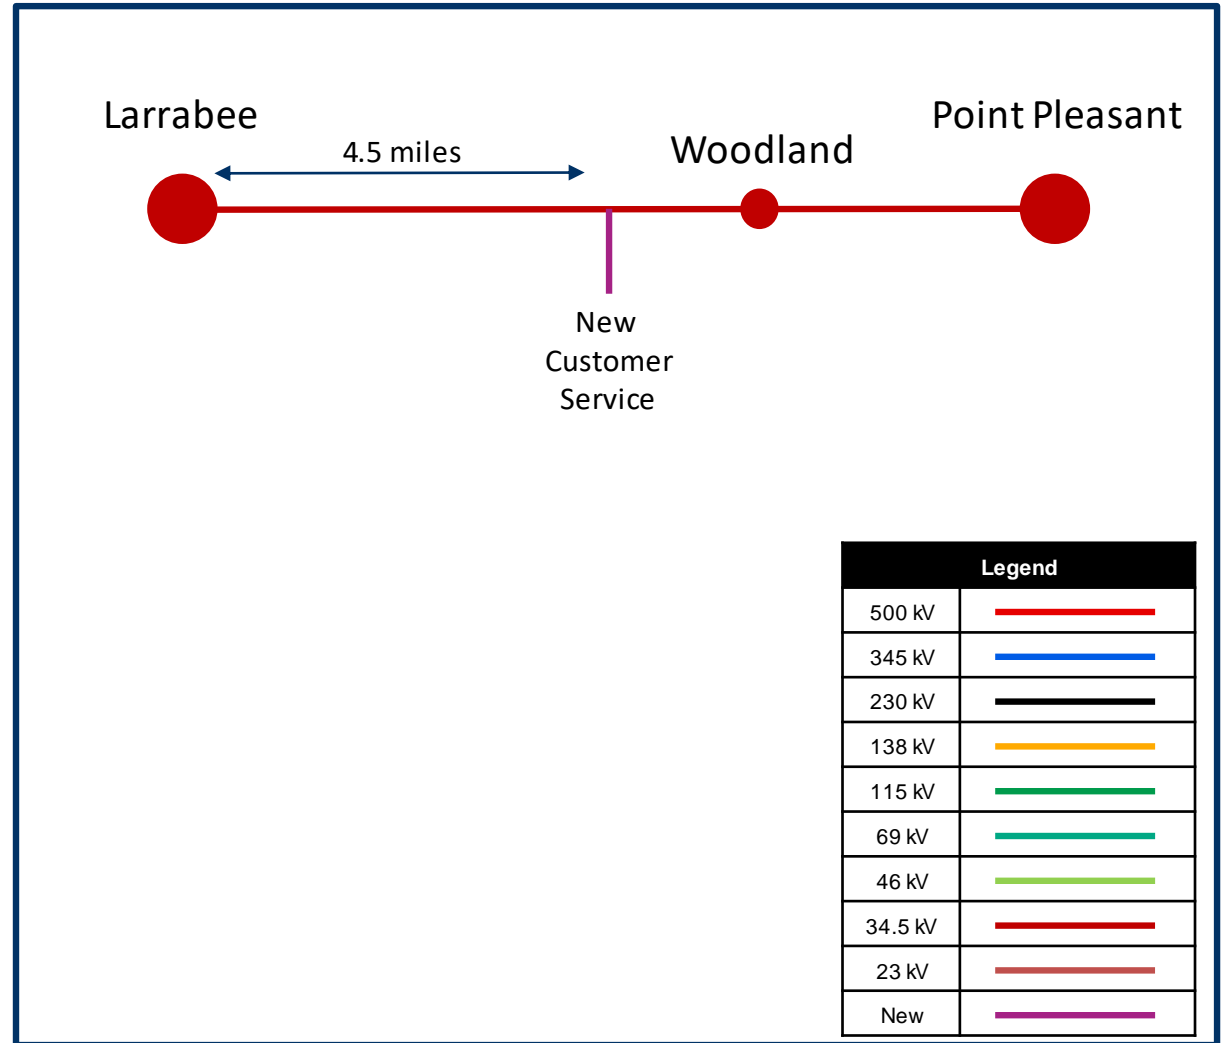 Larrabee
Point Pleasant
4.5 miles
Woodland
New
Customer
Service
Legend
500 kV
345 kV
230 kV
138 kV
115 kV
69 kV
46 kV
34.5 kV
23 kV
New